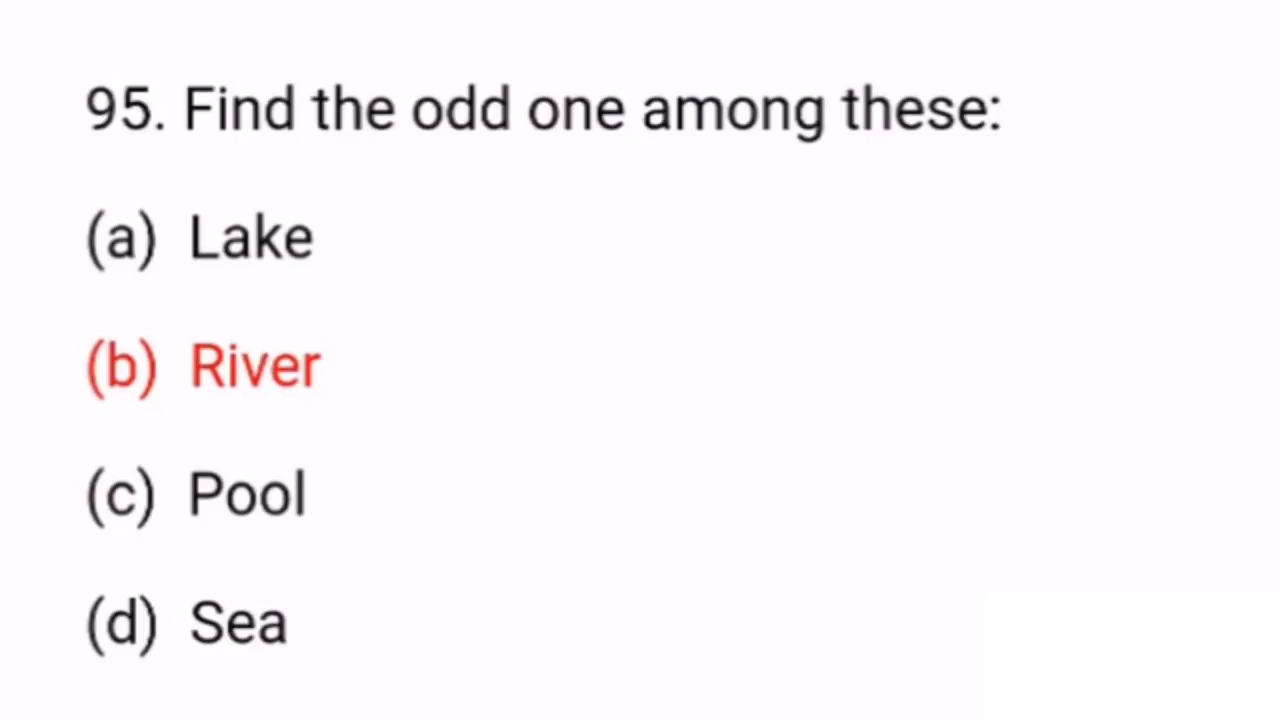 95. Find the odd one among these:
(a) Lake
(b) River
(c) Pool
(d) Sea